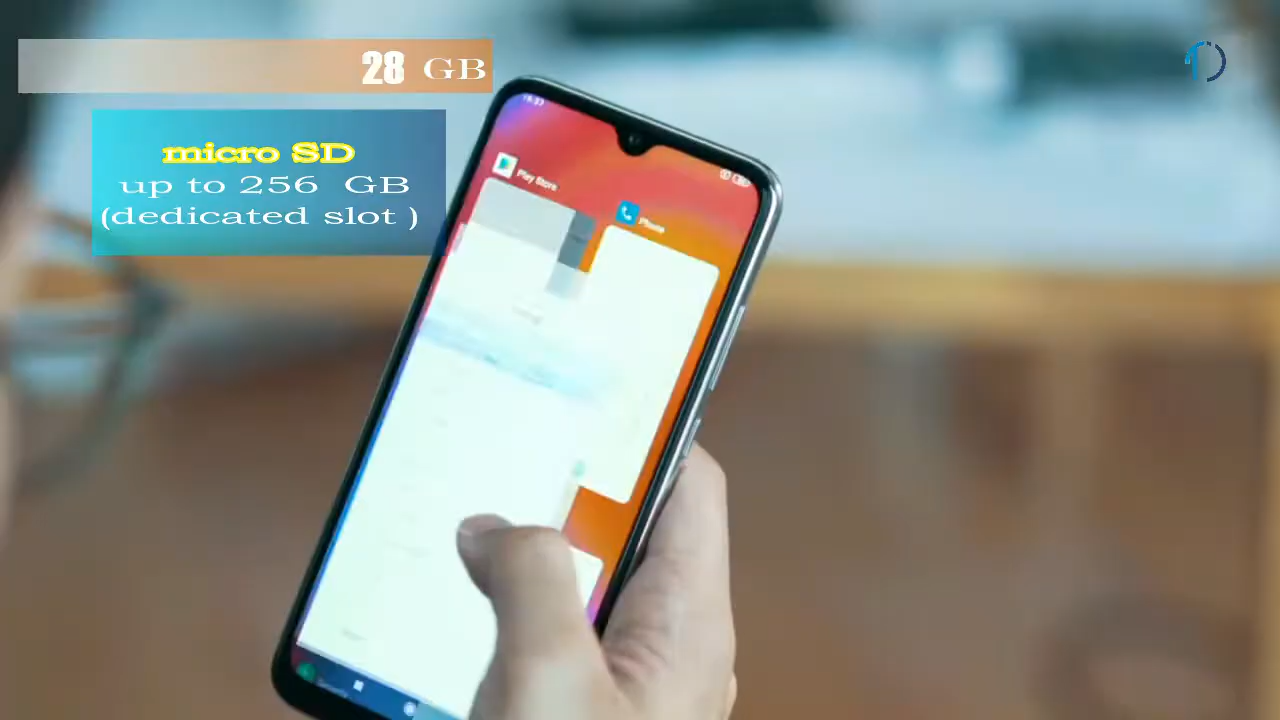 28 GB
micro SD
up to 256 GB
(dedicated slot )
Play Store
Phone